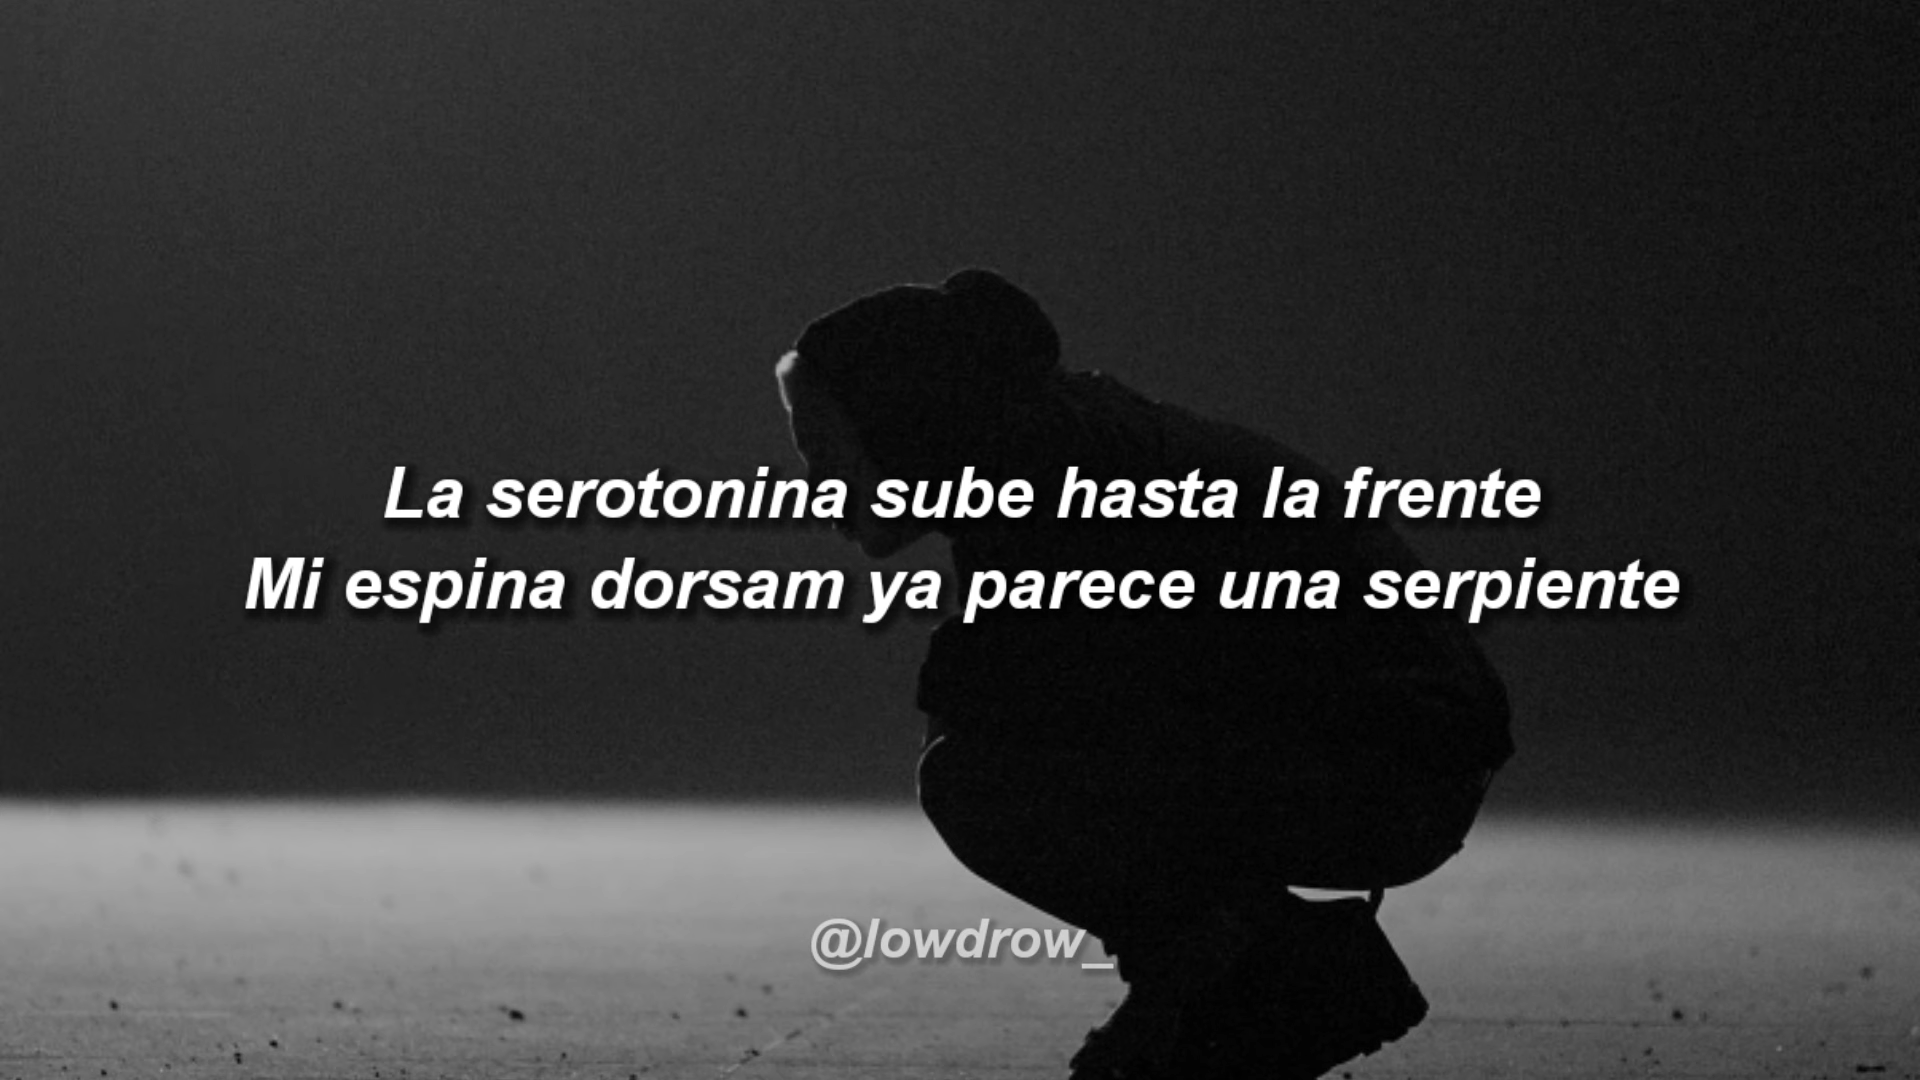 La serotonina sube hasta la frente
Mi espina dorsam ya parece una serpiente
@lowdrow_